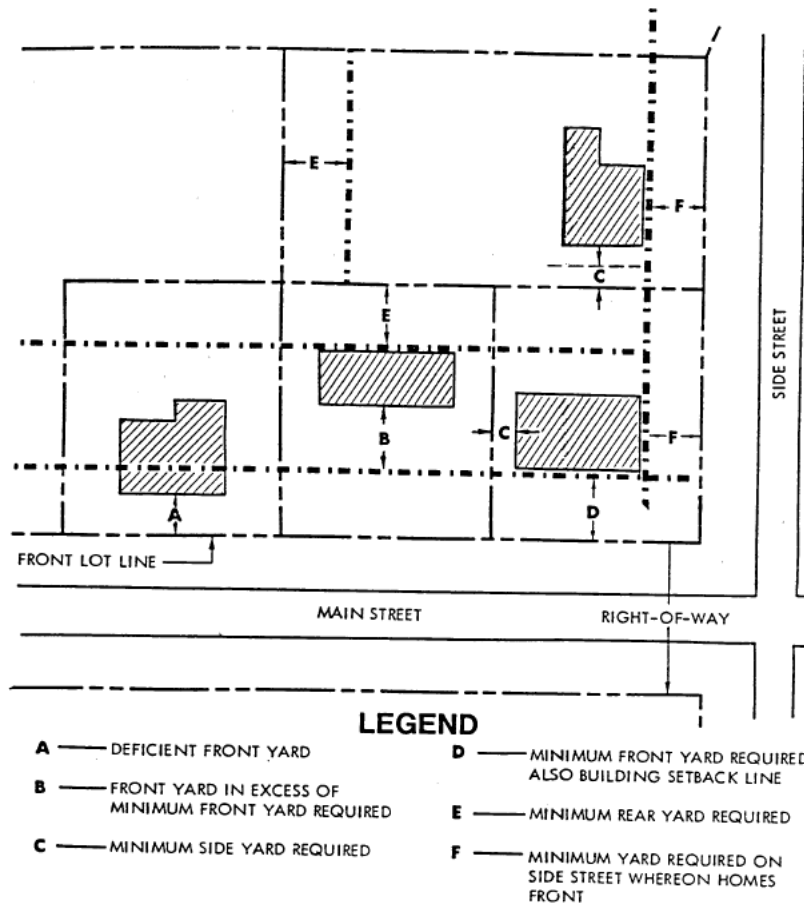 E
F
C
E
SIDE STREET
B
C
F
A
D
FRONT LOT LINE
MAIN STREET
RIGHT-OF-WAY
LEGEND
A — DEFICIENT FRONT YARD
B — FRONT YARD IN EXCESS OF
MINIMUM FRONT YARD REQUIRED
C — MINIMUM SIDE YARD REQUIRED
D — MINIMUM FRONT YARD REQUIRED
ALSO BUILDING SETBACK LINE
E — MINIMUM REAR YARD REQUIRED
F — MINIMUM YARD REQUIRED ON
SIDE STREET WHEREON HOMES
FRONT